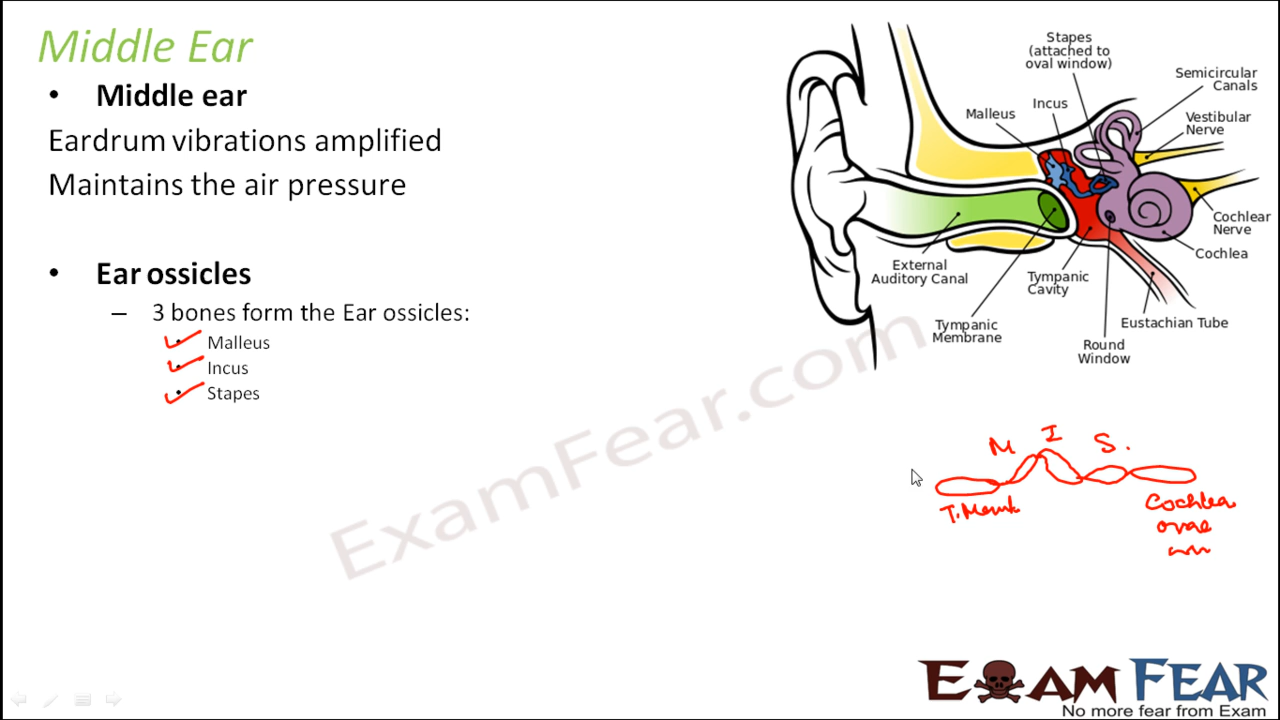 Middle Ear
• Middle ear
Eardrum vibrations amplified
Maintains the air pressure
• Ear ossicles
– 3 bones form the Ear ossicles:
• Malleus
• Incus
• Stapes
Stapes
(attached to
oval window)
Semicircular
Canals
Incus
Malleus
Vestibular
Nerve
Cochlear
Nerve
Cochlea
External
Auditory Canal
Tympanic
Cavity
Eustachian Tube
Tympanic
Membrane
Round
Window
M I S.
T.Memb.
Cochlea
oval
ExamFear.com
EXAM FEAR
No more fear from Exam